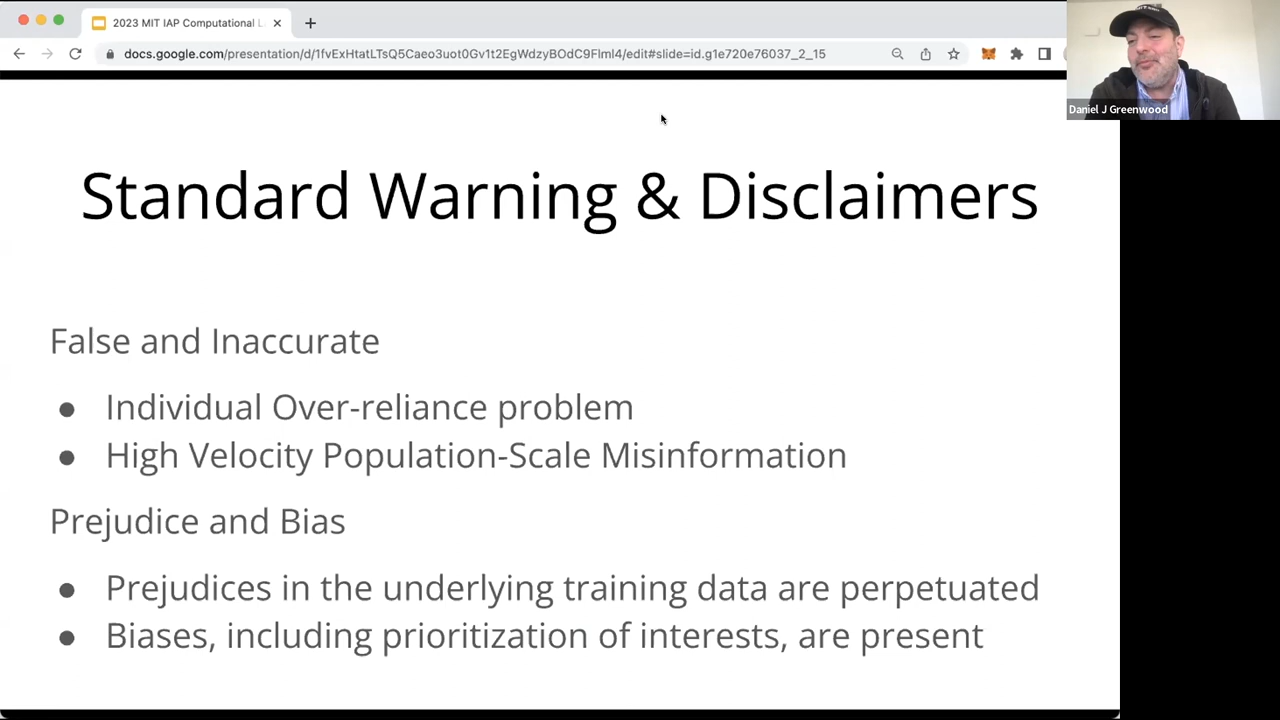 2023 MIT IAP Computational L
docs.google.com/presentation/d/1fvExHtatLTsQ5Caeo3uot0Gv1t2EgWdzyBOdC9FlmI4/edit#slide=id.g1e720e76037_2_15
Daniel J Greenwood
Standard Warning & Disclaimers
False and Inaccurate
● Individual Over-reliance problem
● High Velocity Population-Scale Misinformation
Prejudice and Bias
● Prejudices in the underlying training data are perpetuated
● Biases, including prioritization of interests, are present